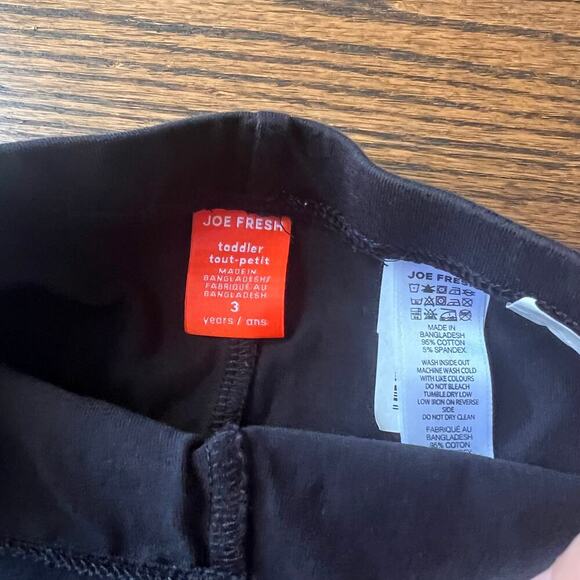 JOE FRESH
toddler
tout-petit
MADE IN
BANGLADESH/
FABRIQUÉ AU
BANGLADESH
3
years / ans
JOE FRESH
MADE IN
BANGLADESH
95% COTTON
5% SPANDEX
WASH INSIDE OUT
MACHINE WASH COLD
WITH LIKE COLOURS
DO NOT BLEACH
TUMBLE DRY LOW
LOW IRON ON REVERSE
SIDE
DO NOT DRY CLEAN
FABRIQUÉ AU
BANGLADESH
95% COTON